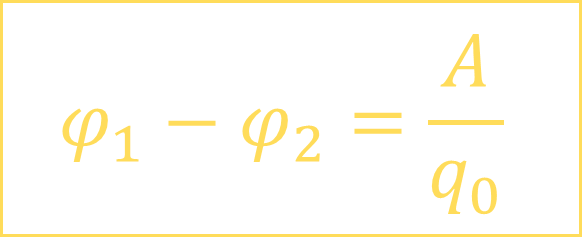 φ₁ − φ₂ = A/q₀